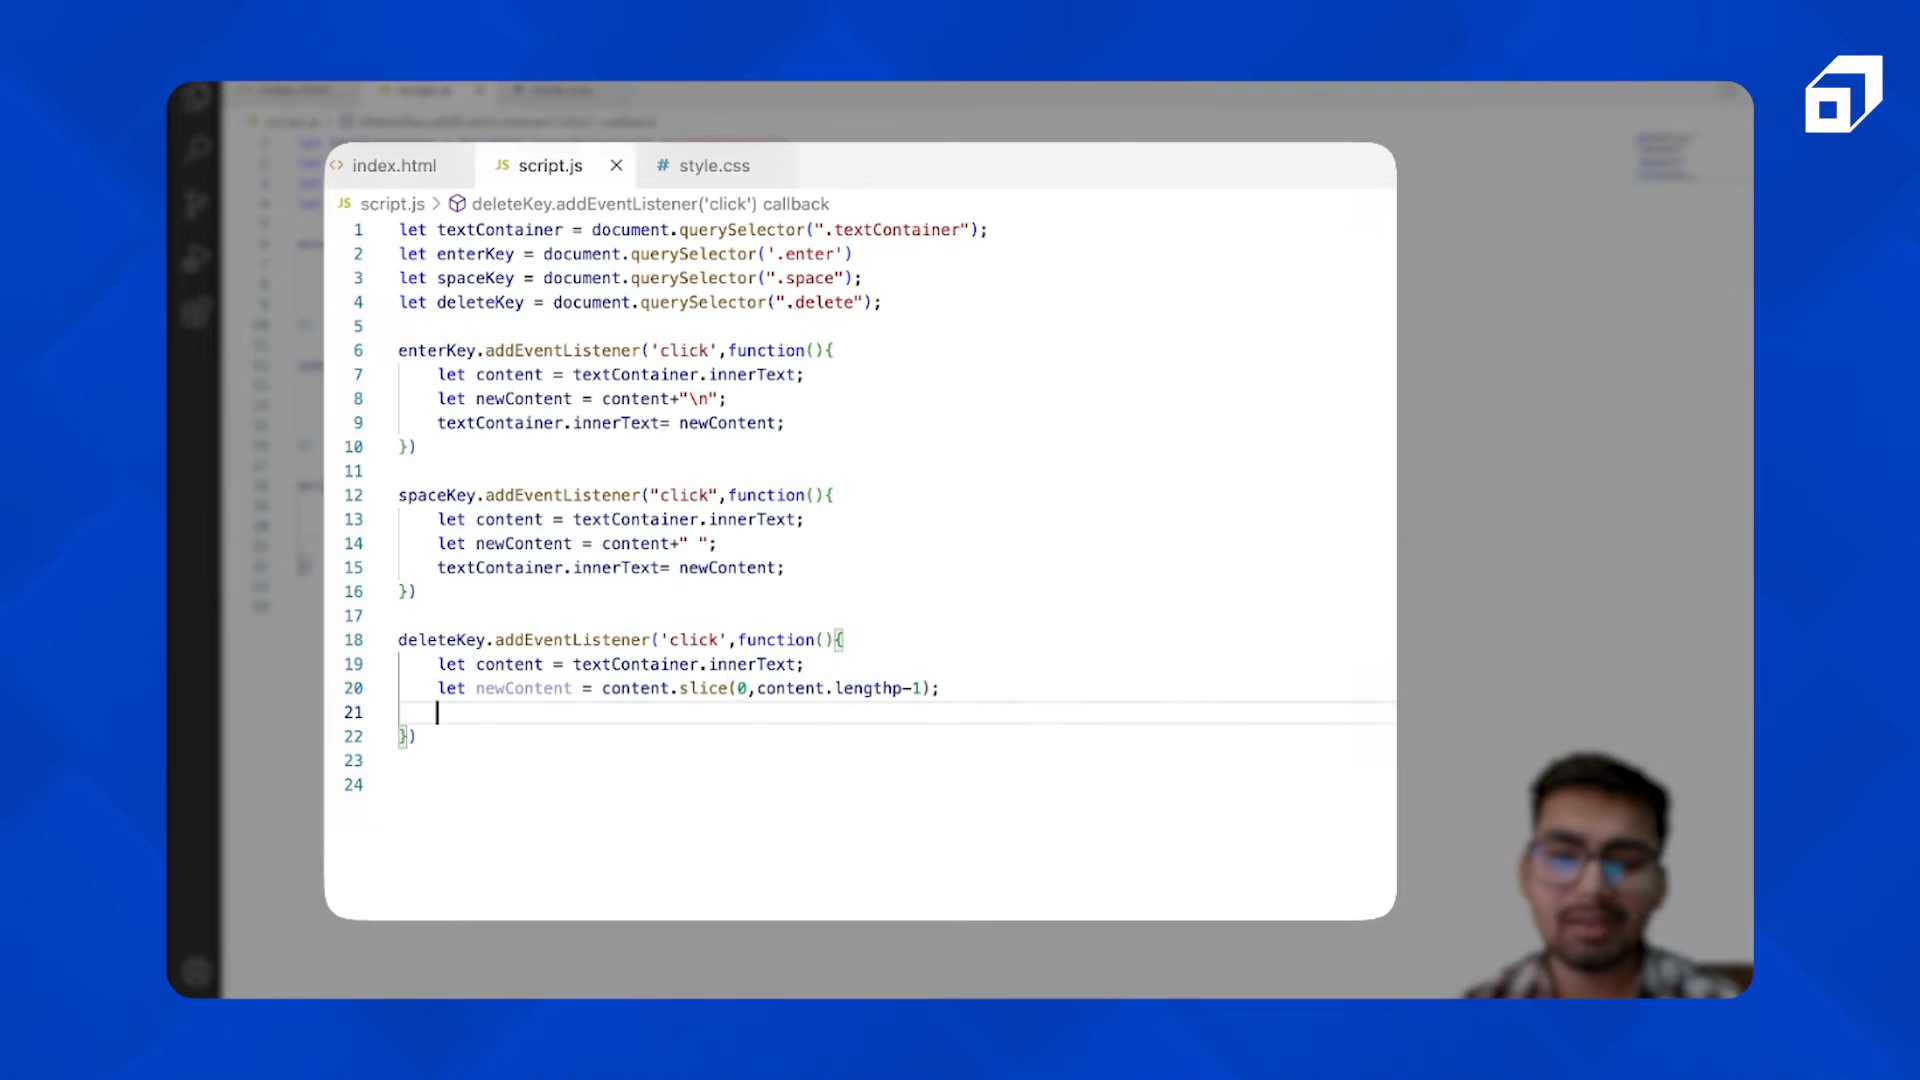 index.html
JS script.js ×
# style.css
JS script.js > deleteKey.addEventListener('click') callback
1 let textContainer = document.querySelector(".textContainer");
2 let enterKey = document.querySelector('.enter')
3 let spaceKey = document.querySelector(".space");
4 let deleteKey = document.querySelector(".delete");
5
6 enterKey.addEventListener('click',function(){
7 let content = textContainer.innerText;
8 let newContent = content+"\n";
9 textContainer.innerText= newContent;
10 })
11
12 spaceKey.addEventListener("click",function(){
13 let content = textContainer.innerText;
14 let newContent = content+" ";
15 textContainer.innerText= newContent;
16 })
17
18 deleteKey.addEventListener('click',function(){
19 let content = textContainer.innerText;
20 let newContent = content.slice(0,content.lengthp-1);
21
22 })
23
24